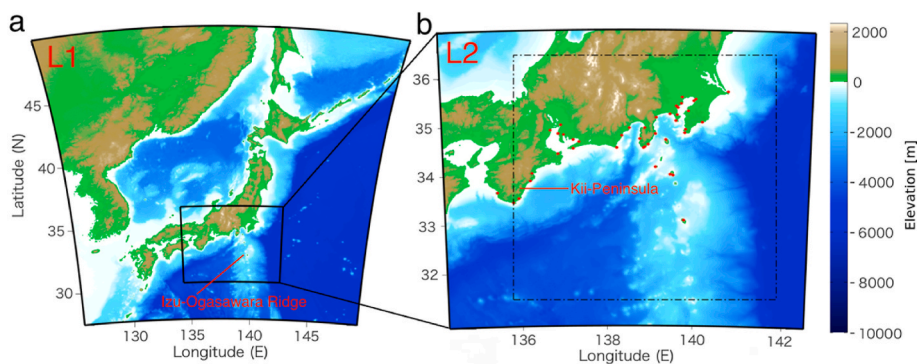 a
L1
Latitude (N)
45
40
35
30
Izu-Ogasawara Ridge
130
135
140
145
Longitude (E)
b
L2
36
35
34
33
32
Kii-Peninsula
136
138
140
142
Longitude (E)
2000
0
2000
4000
6000
8000
10000
Elevation [m]